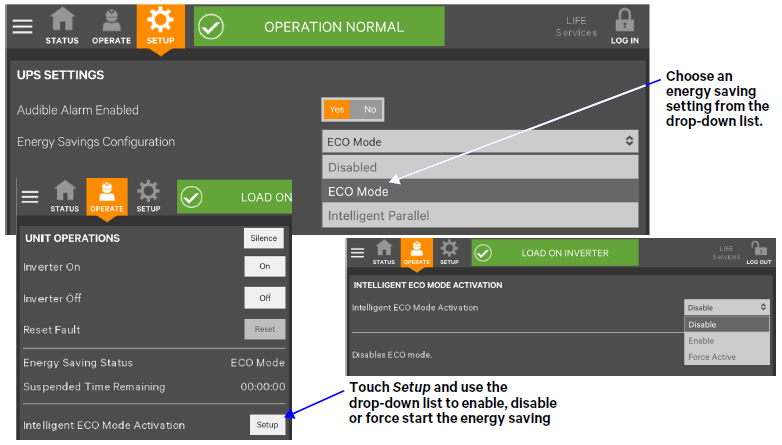 STATUS OPERATE SETUP OPERATION NORMAL LIFE Services LOG IN
UPS SETTINGS
Audible Alarm Enabled Yes No
Energy Savings Configuration ECO Mode
Disabled
ECO Mode
Intelligent Parallel
Choose an
energy saving
setting from the
drop-down list.
STATUS OPERATE SETUP LOAD ON
UNIT OPERATIONS Silence
Inverter On On
Inverter Off Off
Reset Fault Reset
Energy Saving Status ECO Mode
Suspended Time Remaining 00:00:00
Intelligent ECO Mode Activation Setup
STATUS OPERATE SETUP LOAD ON INVERTER LIFE Services LOG OUT
INTELLIGENT ECO MODE ACTIVATION
Intelligent ECO Mode Activation Disable
Disable
Enable
Disables ECO mode. Force Active
Touch Setup and use the
drop-down list to enable, disable
or force start the energy saving